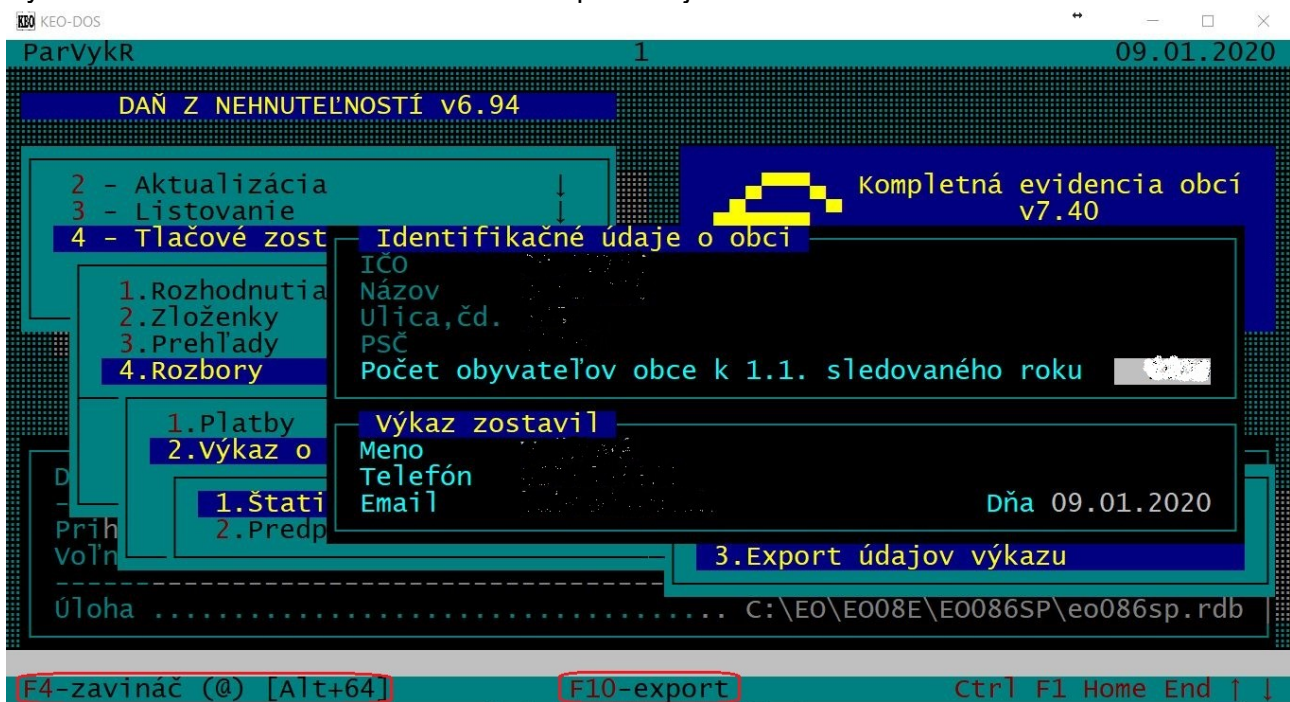 KEO KEO-DOS
ParVykR 1 09.01.2020
DAŇ Z NEHNUTEĽNOSTÍ v6.94
2 - Aktualizácia ↓
3 - Listovanie ↓
4 - Tlačové zost
Kompletná evidencia obcí
v7.40
Identifikačné údaje o obci
IČO
Názov
Ulica,čd.
PSČ
Počet obyvateľov obce k 1.1. sledovaného roku
1.Rozhodnutia
2.Zloženky
3.Prehľady
4.Rozbory
1.Platby
2.Výkaz o
Výkaz zostavil
Meno
Telefón
Email Dňa 09.01.2020
1.Štati
2.Predp
D
Prih
Voľn
3.Export údajov výkazu
Úloha ................................... C:\EO\EO08E\EO086SP\eo086sp.rdb
F4-zavináč (@) [Alt+64] F10-export Ctrl F1 Home End ↑ ↓